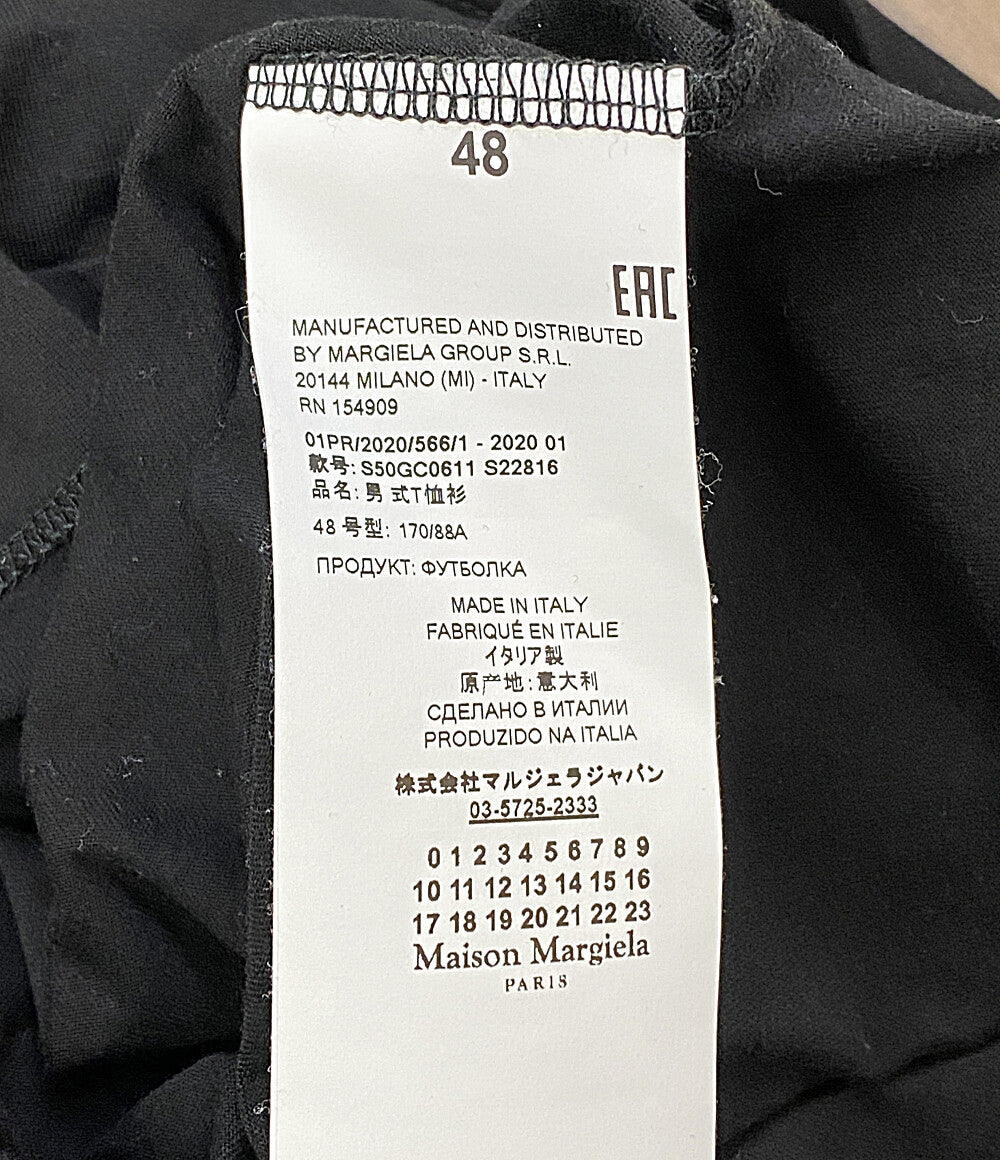 48
EAC
MANUFACTURED AND DISTRIBUTED
BY MARGIELA GROUP S.R.L.
20144 MILANO (MI) - ITALY
RN 154909
01PR/2020/566/1 - 2020 01
款号: S50GC0611 S22816
品名: 男 式T恤衫
48 号型: 170/88A
ПРОДУКТ: ФУТБОЛКА
MADE IN ITALY
FABRIQUÉ EN ITALIE
イタリア製
原产地: 意大利
СДЕЛАНО В ИТАЛИИ
PRODUZIDO NA ITALIA
株式会社マルジェラジャパン
03-5725-2333
0 1 2 3 4 5 6 7 8 9
10 11 12 13 14 15 16
17 18 19 20 21 22 23
Maison Margiela
PARIS